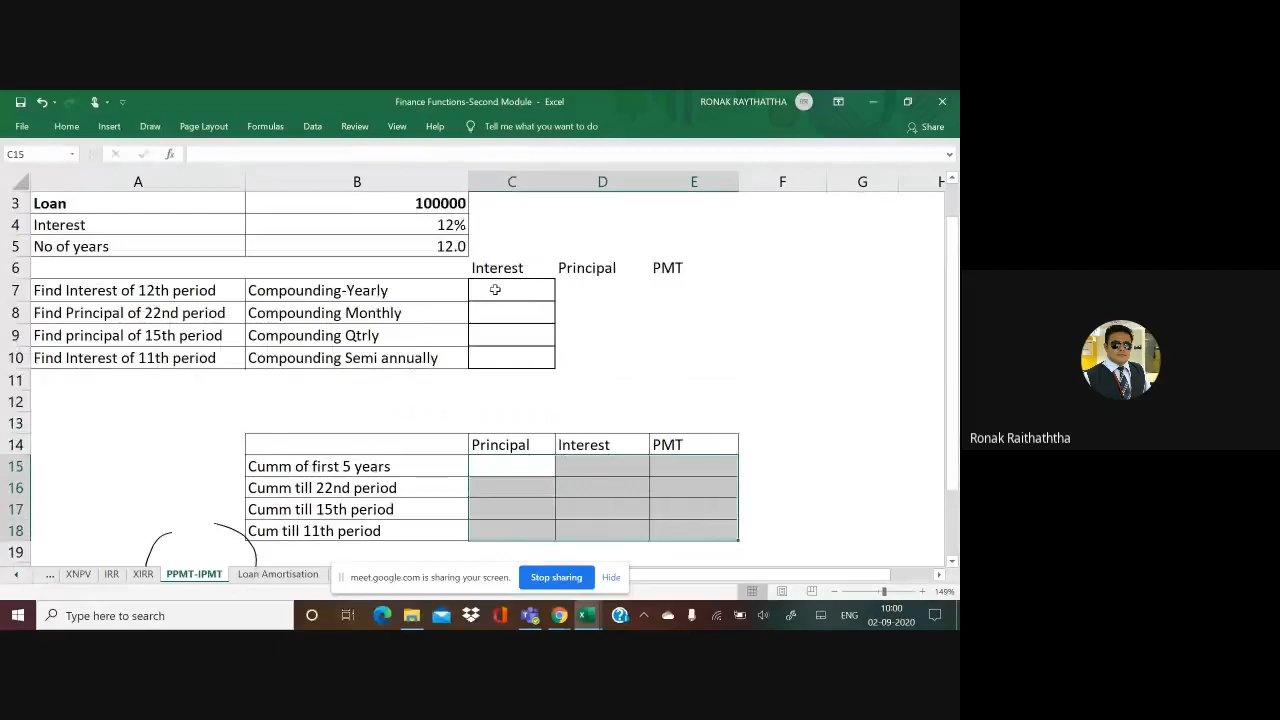 Finance Functions-Second Module - Excel
RONAK RAYTHATTHA RR
File Home Insert Draw Page Layout Formulas Data Review View Help Tell me what you want to do Share
C15 fx
A B C D E F G H
3 Loan 100000
4 Interest 12%
5 No of years 12.0
6 Interest Principal PMT
7 Find Interest of 12th period Compounding-Yearly
8 Find Principal of 22nd period Compounding Monthly
9 Find principal of 15th period Compounding Qtrly
10 Find Interest of 11th period Compounding Semi annually
11
12
13
14 Principal Interest PMT
15 Cumm of first 5 years
16 Cumm till 22nd period
17 Cumm till 15th period
18 Cum till 11th period
19
... XNPV IRR XIRR PPMT-IPMT Loan Amortisation
meet.google.com is sharing your screen. Stop sharing Hide
149%
Type here to search
ENG
10:00
02-09-2020
Ronak Raithaththa